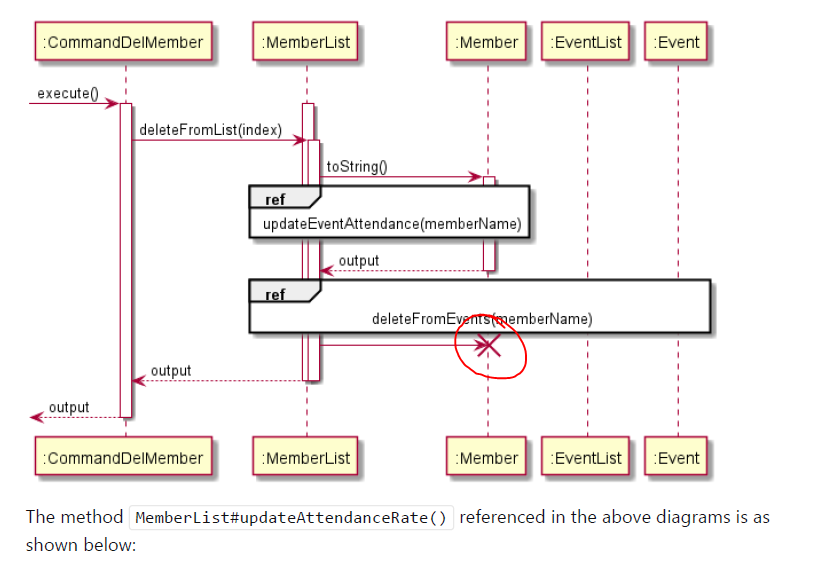 :CommandDelMember :MemberList :Member :EventList :Event
execute()
deleteFromList(index)
toString()
ref
updateEventAttendance(memberName)
output
ref
deleteFromEvents(memberName)
output
output
:CommandDelMember :MemberList :Member :EventList :Event
The method MemberList#updateAttendanceRate() referenced in the above diagrams is as
shown below: